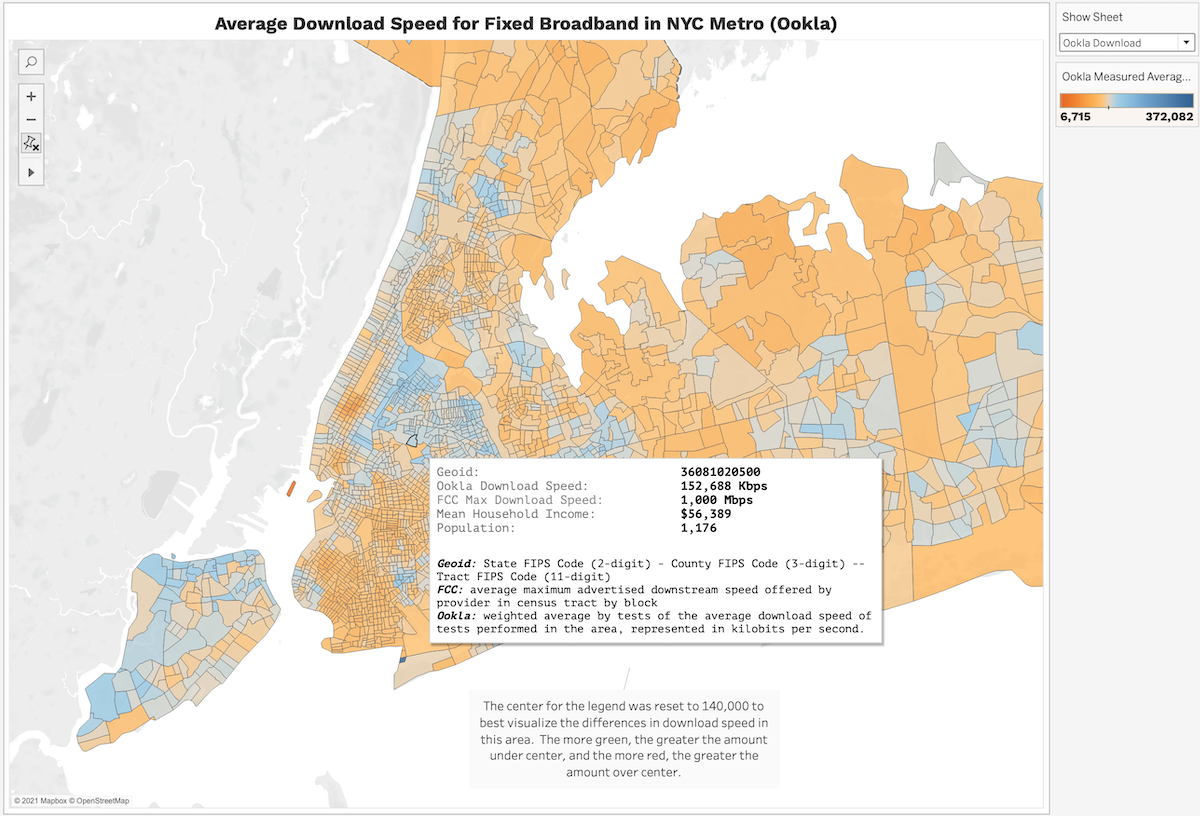 Average Download Speed for Fixed Broadband in NYC Metro (Ookla)
Show Sheet
Ookla Download
Ookla Measured Averag...
6,715 372,082
Geoid: 36081020500
Ookla Download Speed: 152,688 Kbps
FCC Max Download Speed: 1,000 Mbps
Mean Household Income: $56,389
Population: 1,176
Geoid: State FIPS Code (2-digit) - County FIPS Code (3-digit) --
Tract FIPS Code (11-digit)
FCC: average maximum advertised downstream speed offered by
provider in census tract by block
Ookla: weighted average by tests of the average download speed of
tests performed in the area, represented in kilobits per second.
The center for the legend was reset to 140,000 to
best visualize the differences in download speed in
this area. The more green, the greater the amount
under center, and the more red, the greater the
amount over center.
© 2021 Mapbox © OpenStreetMap